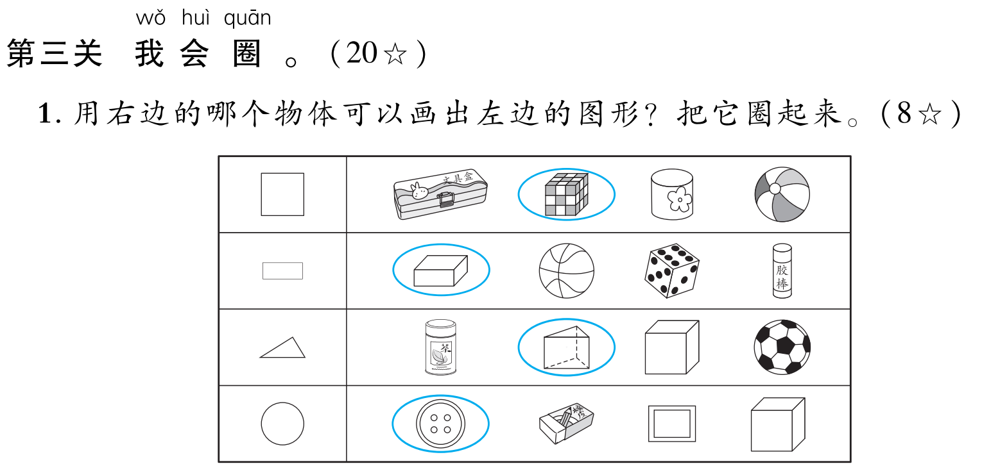 wǒ huì quān
第三关 我会圈。(20☆)
1. 用右边的哪个物体可以画出左边的图形？把它圈起来。(8☆)
文具盒
胶棒
茶
橡皮